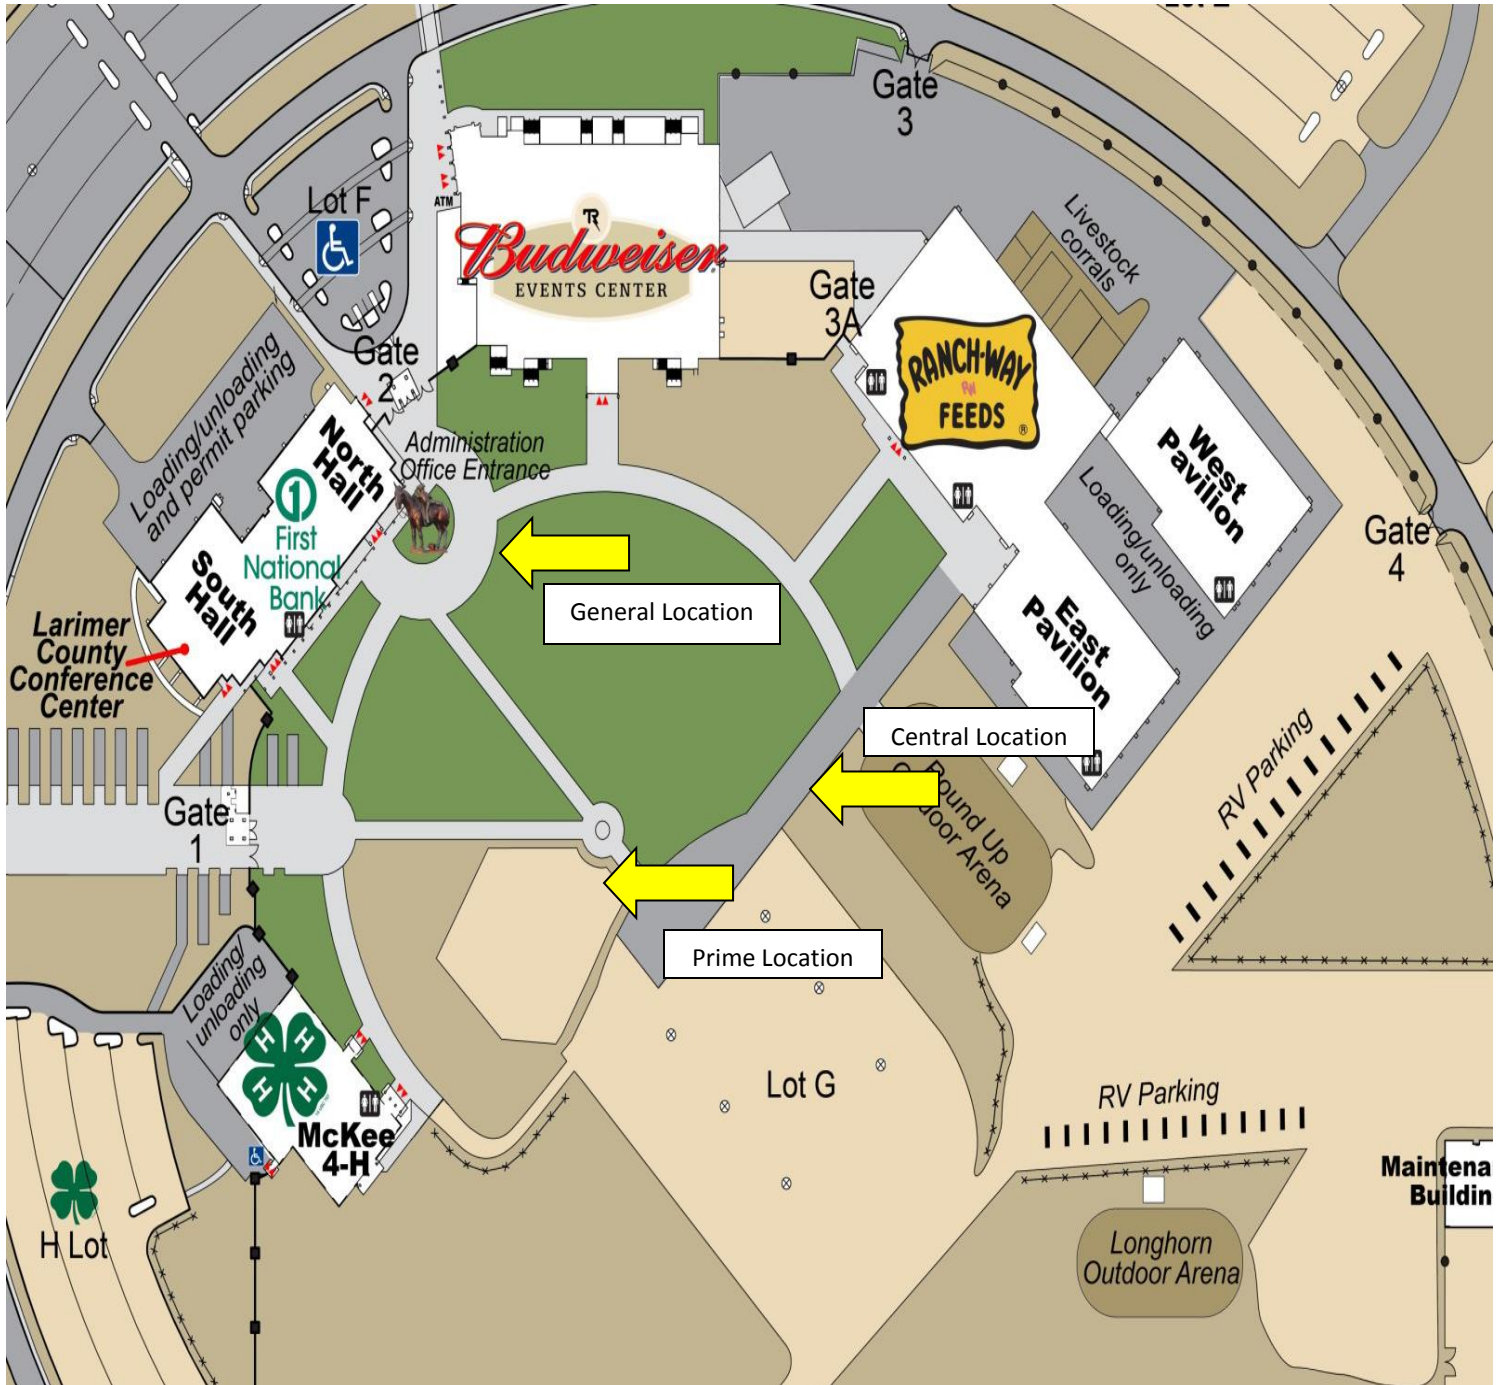 Gate
3
Lot F
ATM
TR
Budweiser
EVENTS CENTER
Livestock
corrals
Gate
3A
RANCH-WAY
RW
FEEDS
®
Gate
2
Loading/unloading
and permit parking
North
Hall
Administration
Office Entrance
West
Pavilion
Loading/unloading
only
Gate
4
1
First
National
Bank
South
Hall
General Location
Larimer
County
Conference
Center
East
Pavilion
Central Location
RV Parking
Round Up
Outdoor Arena
Gate
1
Prime Location
Loading/
unloading
only
H H
H H
Lot G
RV Parking
McKee
4-H
Maintena
Buildin
H Lot
Longhorn
Outdoor Arena